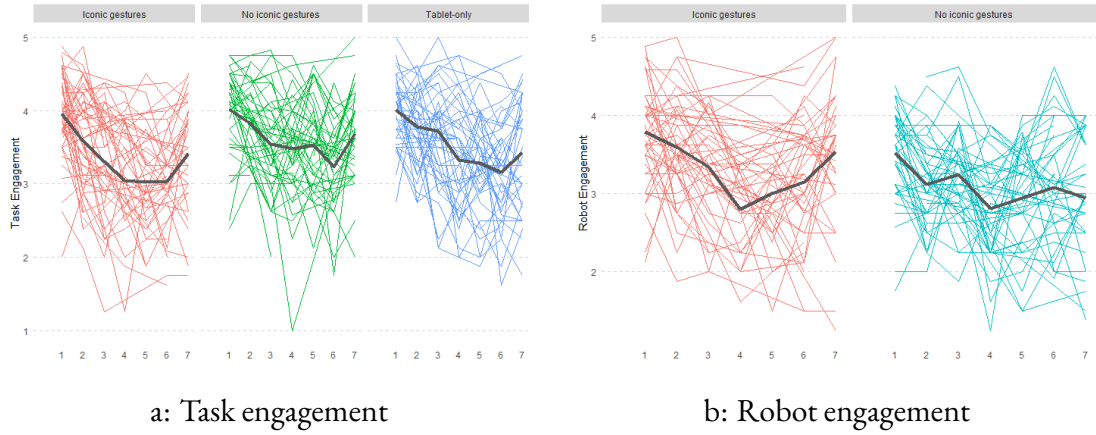 Iconic gestures No iconic gestures Tablet-only
5
4
3
2
1
Task Engagement
1 2 3 4 5 6 7 1 2 3 4 5 6 7 1 2 3 4 5 6 7
a: Task engagement
Iconic gestures No iconic gestures
5
4
3
2
Robot Engagement
1 2 3 4 5 6 7 1 2 3 4 5 6 7
b: Robot engagement